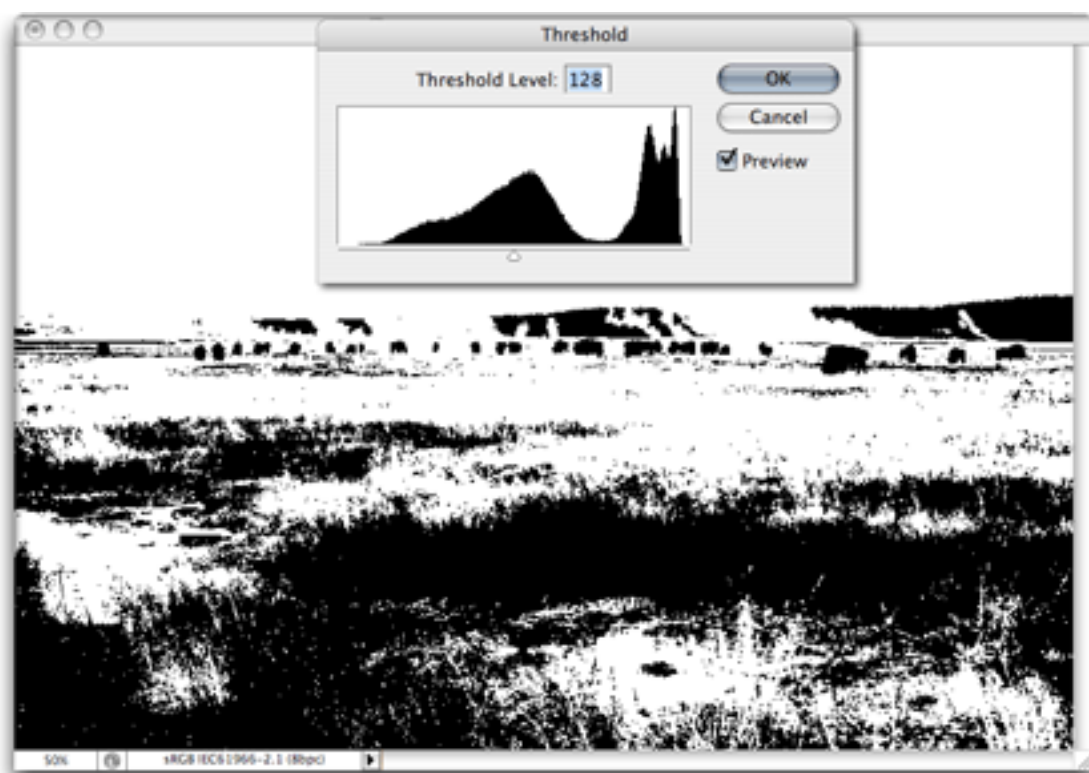 Threshold
Threshold Level: 128
OK
Cancel
Preview
50%
sRGB IEC61966-2.1 (8bpc)